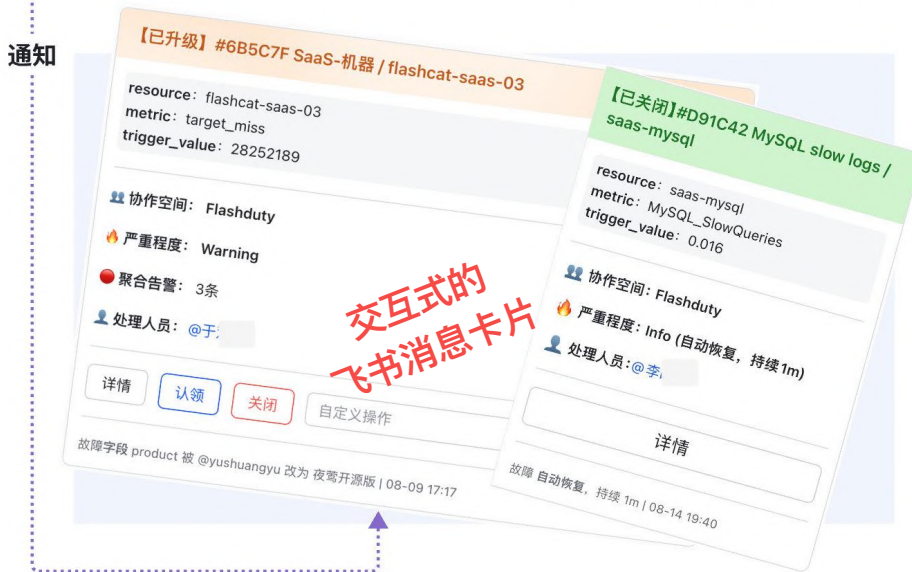 通知
【已升级】#6B5C7F SaaS-机器 / flashcat-saas-03
resource：flashcat-saas-03
metric：target_miss
trigger_value：28252189
协作空间： Flashduty
严重程度： Warning
聚合告警： 3条
处理人员： @于
详情
认领
关闭
自定义操作
故障字段 product 被 @yushuangyu 改为 夜莺开源版 | 08-09 17:17
交互式的
飞书消息卡片
【已关闭】#D91C42 MySQL slow logs /
saas-mysql
resource：saas-mysql
metric：MySQL_SlowQueries
trigger_value：0.016
协作空间：Flashduty
严重程度：Info (自动恢复，持续1m)
处理人员：@李
详情
故障 自动恢复，持续 1m | 08-14 19:40